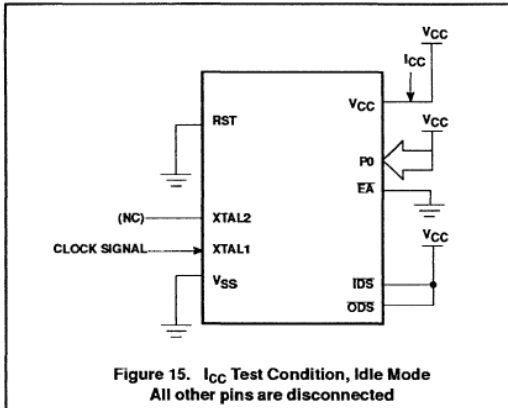 VCC
ICC
VCC
RST
VCC
P0
EA
(NC)
XTAL2
CLOCK SIGNAL
XTAL1
VCC
VSS
IDS
ODS
Figure 15. ICC Test Condition, Idle Mode
All other pins are disconnected